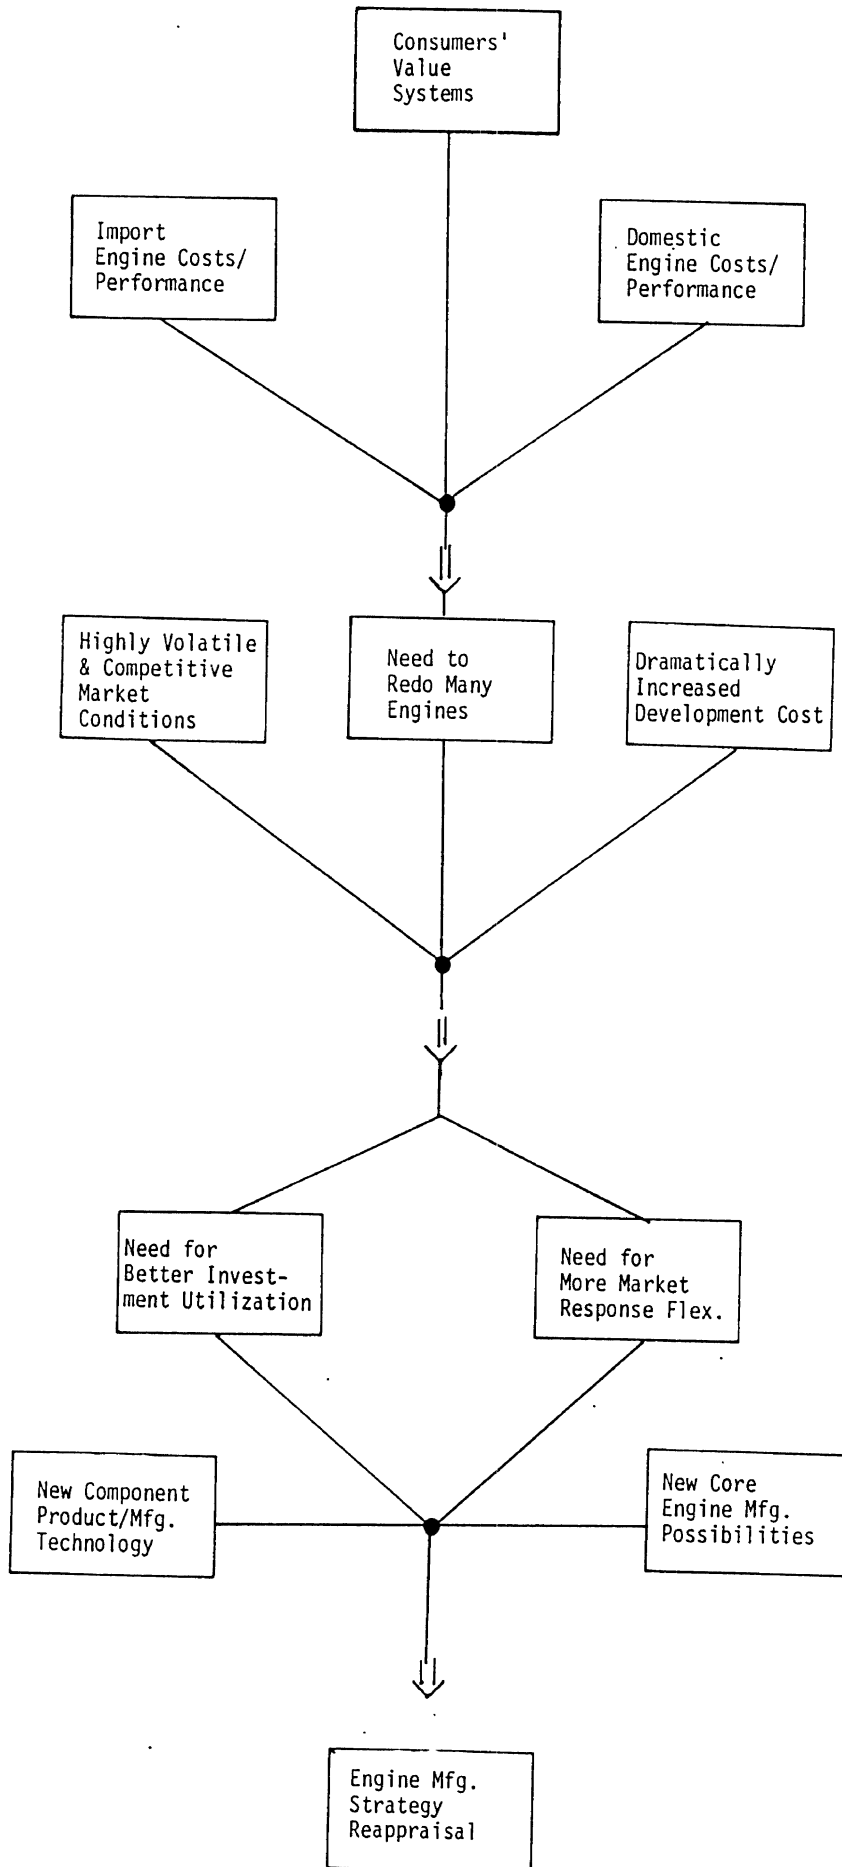 Consumers'
Value
Systems
Import
Engine Costs/
Performance
Domestic
Engine Costs/
Performance
Highly Volatile
& Competitive
Market
Conditions
Need to
Redo Many
Engines
Dramatically
Increased
Development Cost
Need for
Better Invest-
ment Utilization
Need for
More Market
Response Flex.
New Component
Product/Mfg.
Technology
New Core
Engine Mfg.
Possibilities
Engine Mfg.
Strategy
Reappraisal